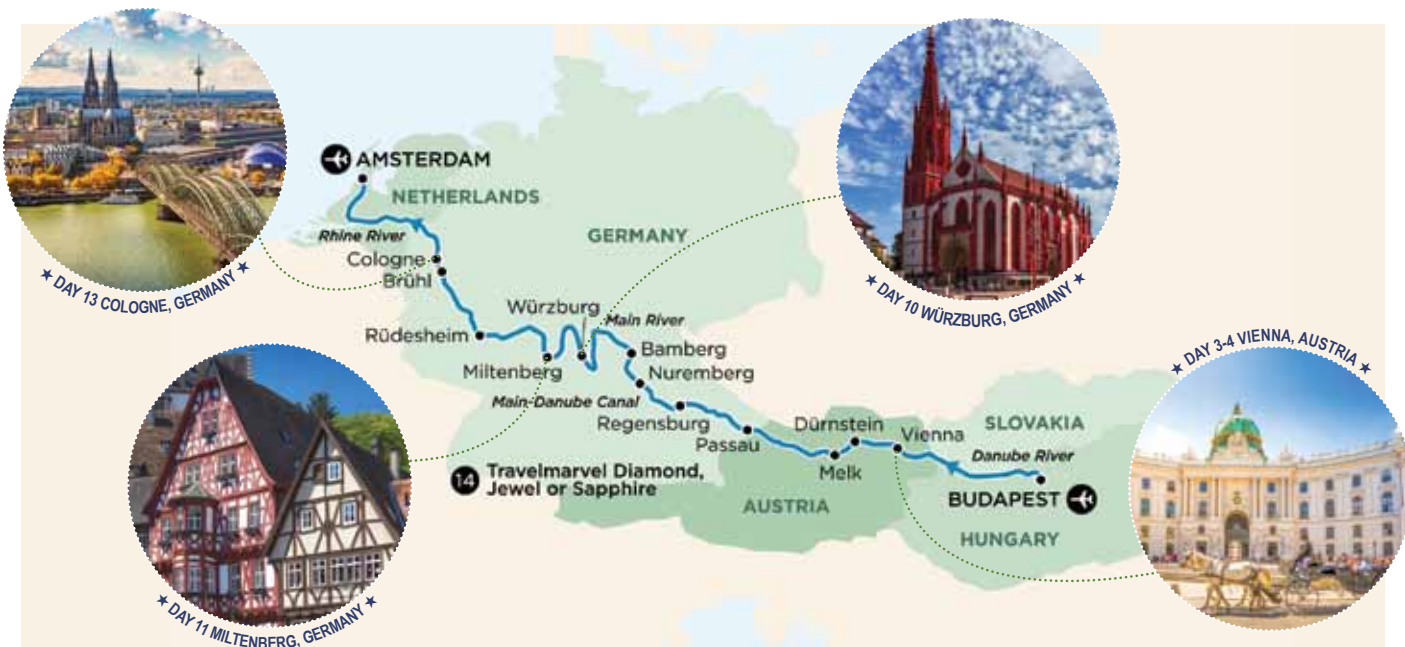 AMSTERDAM
NETHERLANDS
Rhine River
GERMANY
Cologne
Brühl
★ DAY 13 COLOGNE, GERMANY ★
★ DAY 10 WÜRZBURG, GERMANY ★
Würzburg
Main River
Rüdesheim
Bamberg
Miltenberg
Nuremberg
Main-Danube Canal
Regensburg
Passau
Dürnstein
Vienna
SLOVAKIA
Danube River
Melk
14 Travelmarvel Diamond,
Jewel or Sapphire
BUDAPEST
AUSTRIA
HUNGARY
★ DAY 3-4 VIENNA, AUSTRIA ★
★ DAY 11 MILTENBERG, GERMANY ★